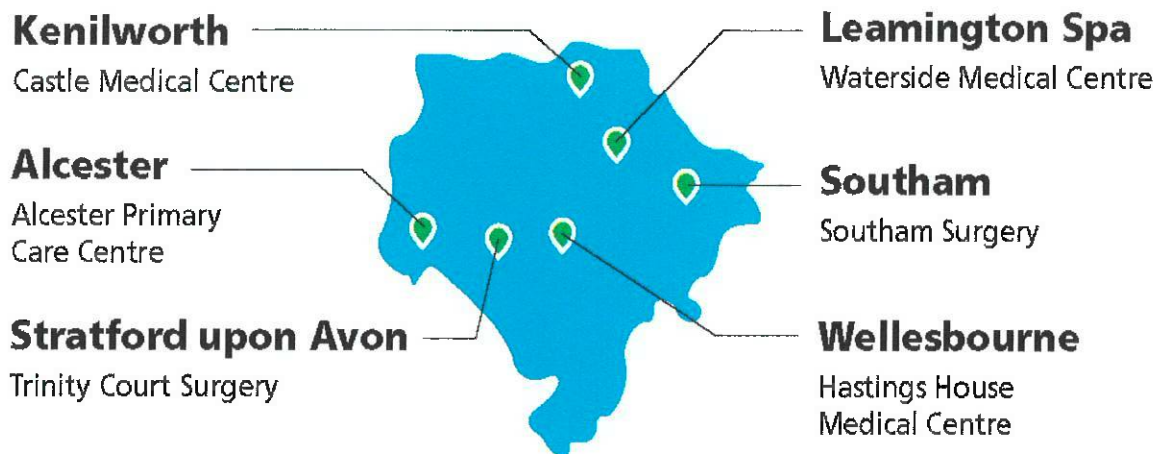 Kenilworth
Castle Medical Centre
Alcester
Alcester Primary
Care Centre
Stratford upon Avon
Trinity Court Surgery
Leamington Spa
Waterside Medical Centre
Southam
Southam Surgery
Wellesbourne
Hastings House
Medical Centre